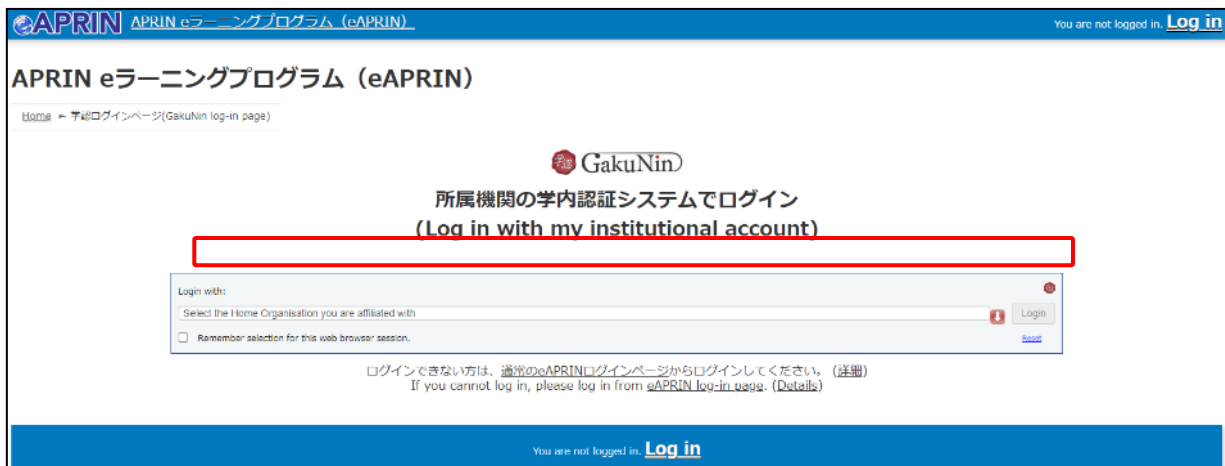 APRIN APRIN eラーニングプログラム（eAPRIN） You are not logged in. Log in
APRIN eラーニングプログラム（eAPRIN）
Home ► 学認ログインページ(GakuNin log-in page)
学認 GakuNin
所属機関の学内認証システムでログイン
(Log in with my institutional account)
Login with:
Select the Home Organisation you are affiliated with Login
Remember selection for this web browser session. Reset
ログインできない方は、通常のeAPRINログインページからログインしてください。（詳細）
If you cannot log in, please log in from eAPRIN log-in page. (Details)
You are not logged in. Log in